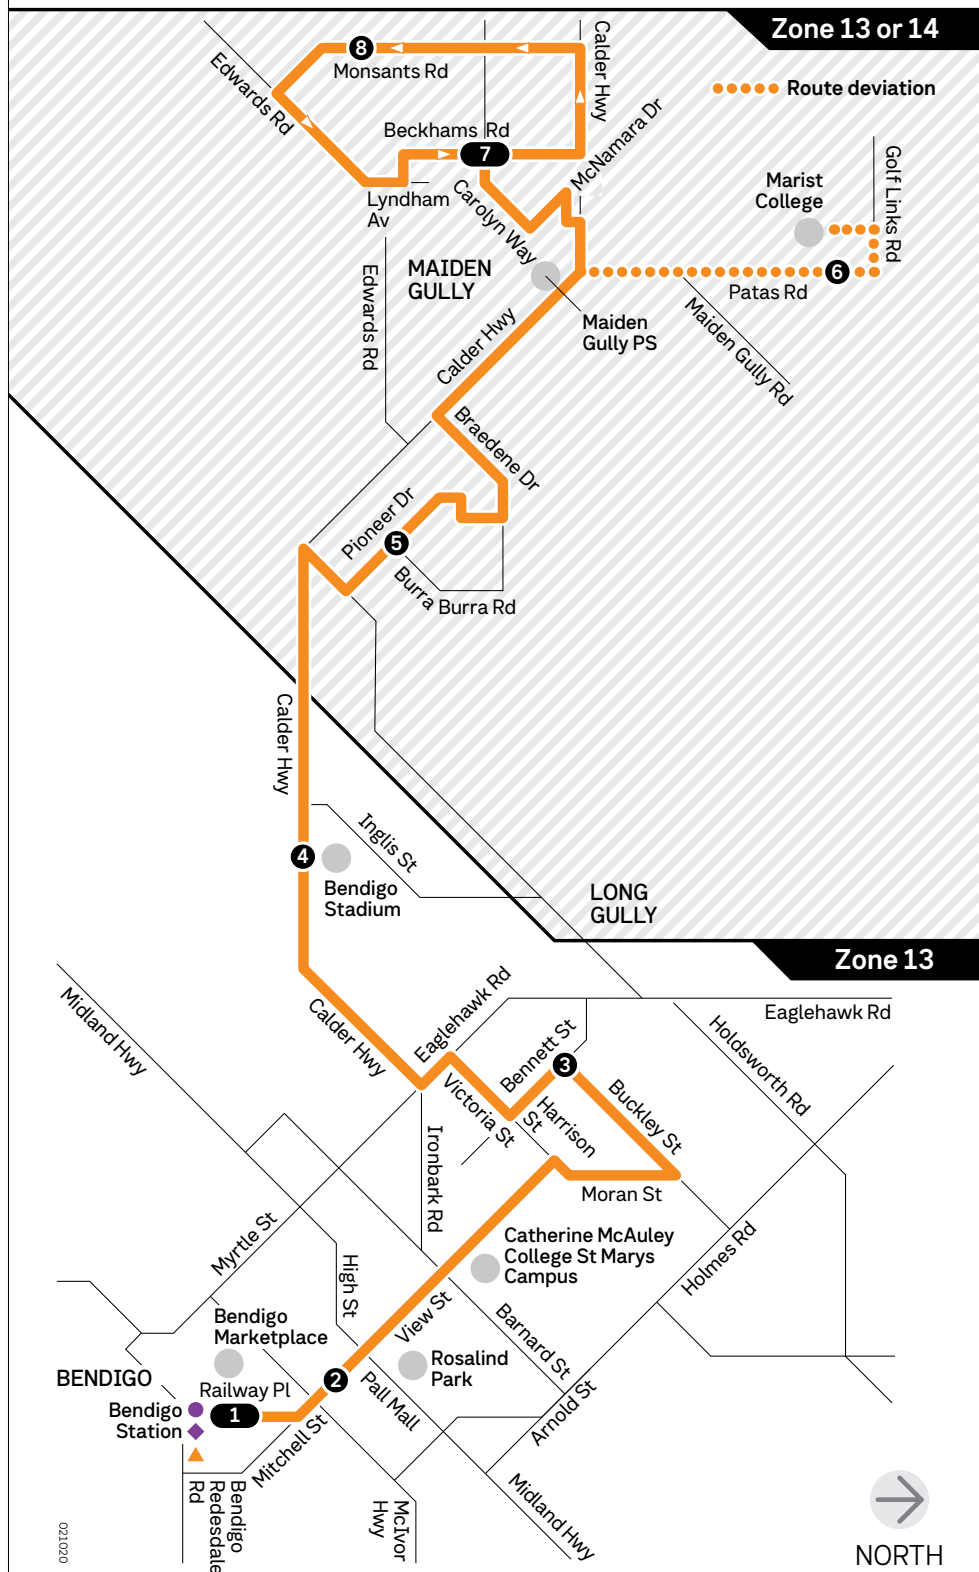 Zone 13 or 14
8
Monsants Rd
Calder Hwy
Route deviation
Edwards Rd
Beckhams Rd
7
McNamara Dr
Golf Links Rd
Marist
College
Lyndham
Av
Carolyn Way
MAIDEN
GULLY
6
Patas Rd
Edwards Rd
Maiden
Gully PS
Maiden Gully Rd
Calder Hwy
Braedene Dr
Pioneer Dr
5
Burra
Burra Rd
Calder Hwy
Inglis St
4
Bendigo
Stadium
LONG
GULLY
Zone 13
Midland Hwy
Calder Hwy
Eaglehawk Rd
Eaglehawk Rd
Bennett St
3
Holdsworth Rd
Victoria St
Harrison
St
Buckley St
Ironbark Rd
Moran St
Myrtle St
Catherine McAuley
College St Marys
Campus
Holmes Rd
High St
View St
Barnard St
Bendigo
Marketplace
Rosalind
Park
BENDIGO
Railway Pl
2
Pall Mall
Arnold St
Bendigo
Station
1
Mitchell St
Bendigo
Redesdale
Rd
McIvor
Hwy
Midland Hwy
021020
NORTH